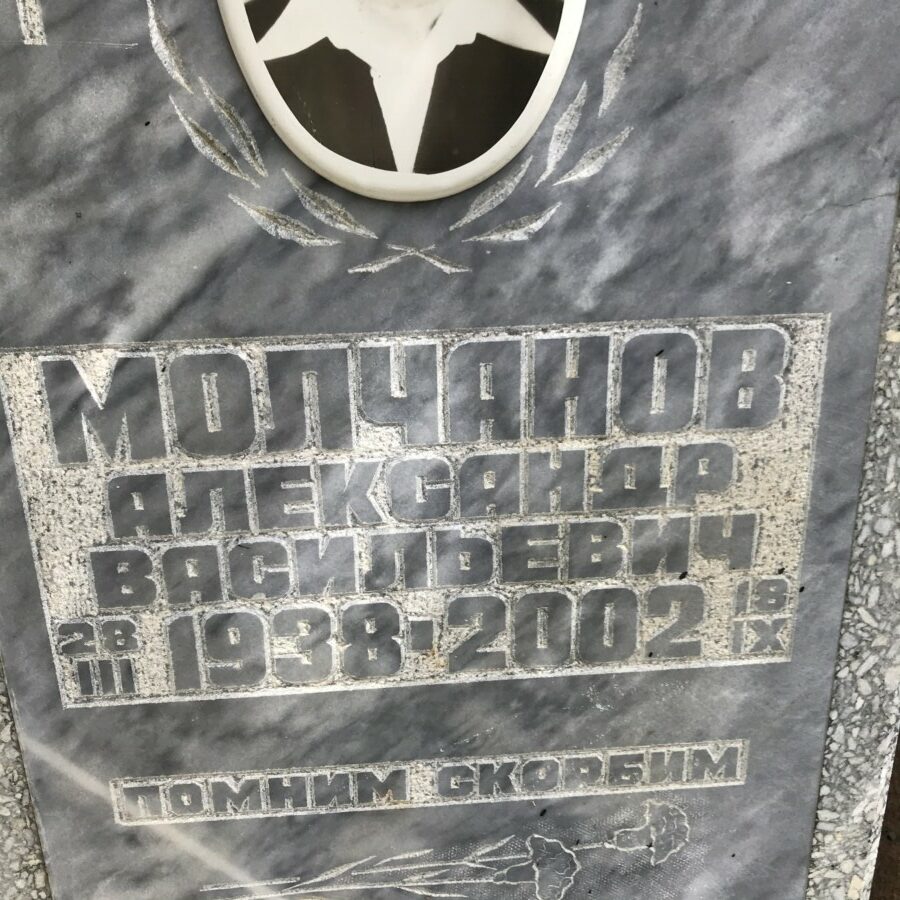 МОЛЧАНОВ
АЛЕКСАНДР
ВАСИЛЬЕВИЧ
28 III 1938-2002 18 IX
ПОМНИМ СКОРБИМ